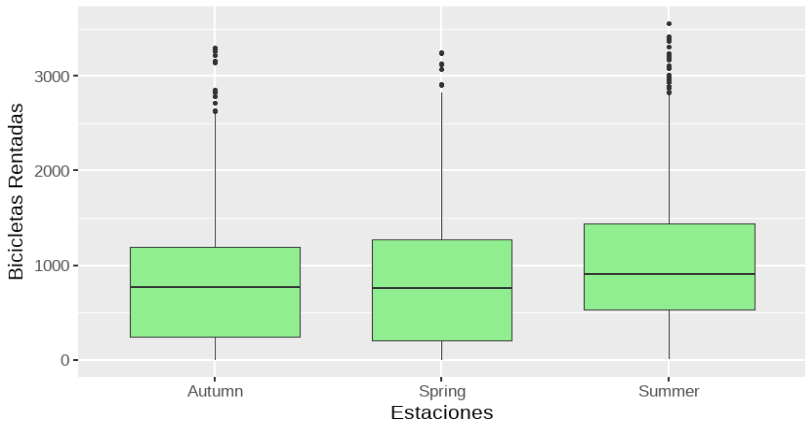 3000
2000
1000
0
Bicicletas Rentadas
Autumn
Spring
Summer
Estaciones